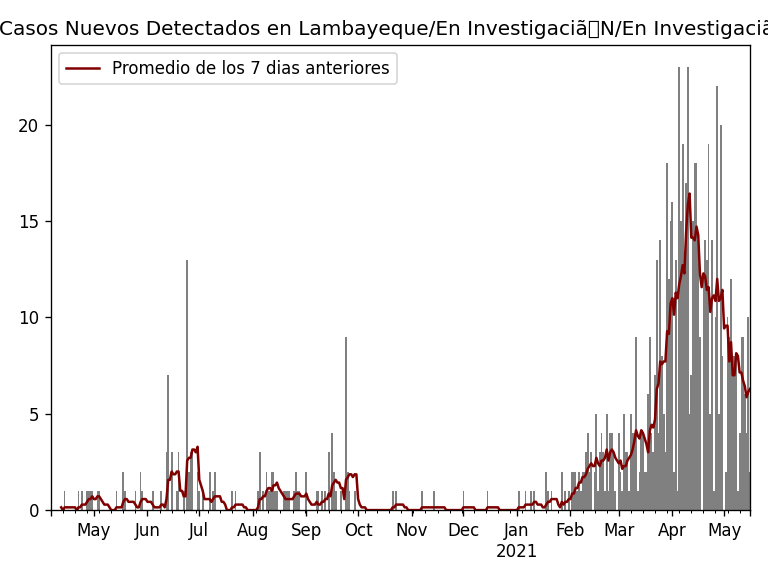 Casos Nuevos Detectados en Lambayeque/En Investigaciã▯N/En Investigaciã
Promedio de los 7 dias anteriores
20
15
10
5
0
May Jun Jul Aug Sep Oct Nov Dec Jan Feb Mar Apr May
2021